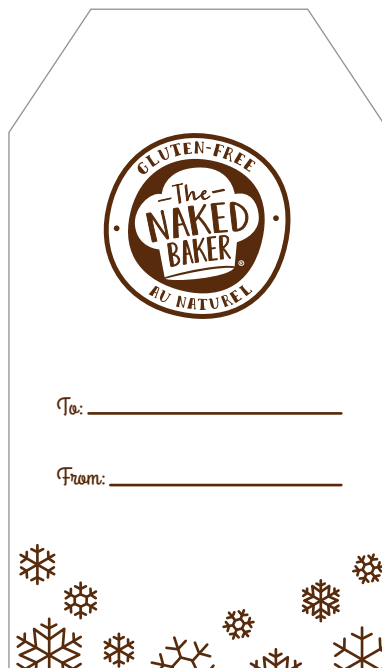 GLUTEN-FREE
The
NAKED
BAKER
®
AU NATUREL
To:
From: